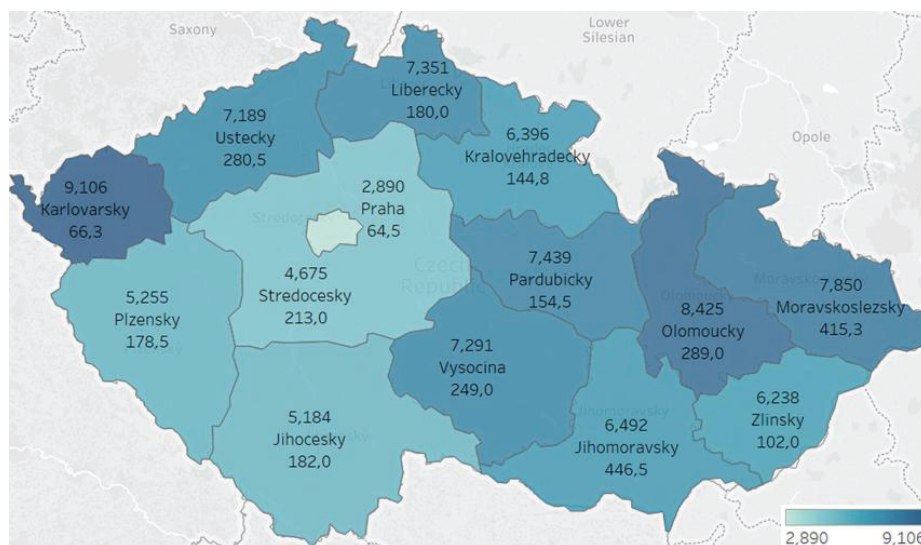 Saxony
Lower
Silesian
Opole
7,351
Liberecky
180,0
7,189
Ustecky
280,5
6,396
Kralovehradecky
144,8
9,106
Karlovarsky
66,3
2,890
Praha
64,5
Stredocesky
4,675
Stredocesky
213,0
Czech
Republic
7,439
Pardubicky
154,5
Moravskoslezsky
7,850
Moravskoslezsky
415,3
Olomoucky
8,425
Olomoucky
289,0
5,255
Plzensky
178,5
7,291
Vysocina
249,0
6,238
Zlinsky
102,0
5,184
Jihocesky
182,0
Jihomoravsky
6,492
Jihomoravsky
446,5
2,890
9,106